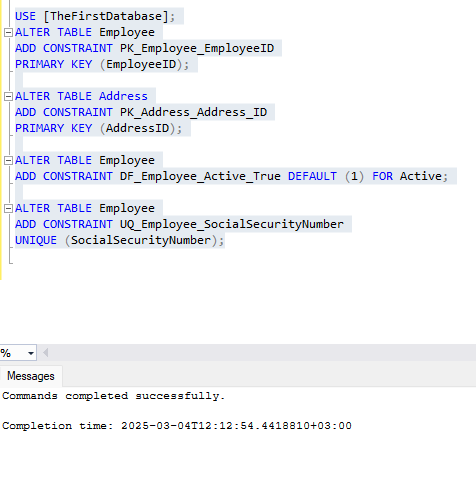 USE [TheFirstDatabase];
ALTER TABLE Employee
ADD CONSTRAINT PK_Employee_EmployeeID
PRIMARY KEY (EmployeeID);
ALTER TABLE Address
ADD CONSTRAINT PK_Address_Address_ID
PRIMARY KEY (AddressID);
ALTER TABLE Employee
ADD CONSTRAINT DF_Employee_Active_True DEFAULT (1) FOR Active;
ALTER TABLE Employee
ADD CONSTRAINT UQ_Employee_SocialSecurityNumber
UNIQUE (SocialSecurityNumber);
%
Messages
Commands completed successfully.
Completion time: 2025-03-04T12:12:54.4418810+03:00